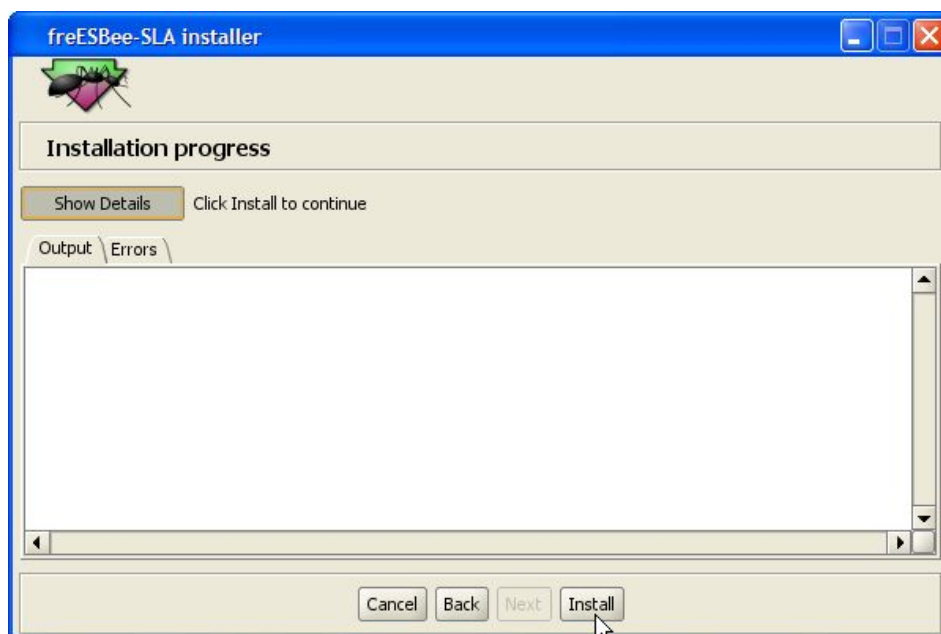 freESBee-SLA installer
Installation progress
Show Details Click Install to continue
Output Errors
Cancel Back Next Install